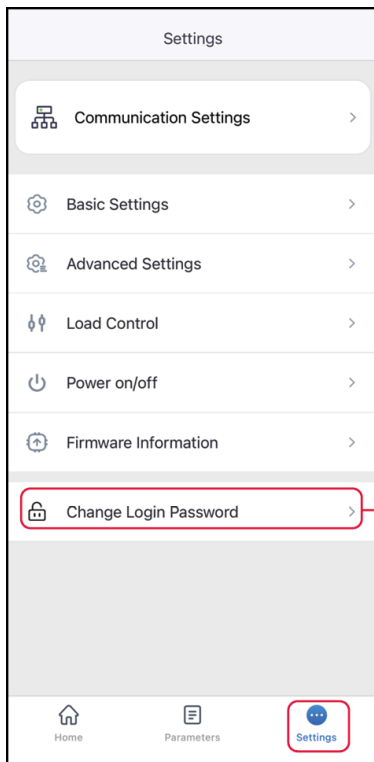 Settings
Communication Settings
Basic Settings
Advanced Settings
Load Control
Power on/off
Firmware Information
Change Login Password
Home
Parameters
Settings